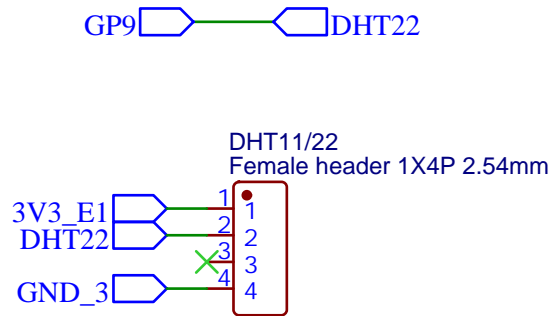 GP9 DHT22
DHT11/22
Female header 1X4P 2.54mm
3V3_E1 1 1
DHT22 2 2
3 3
GND_3 4 4